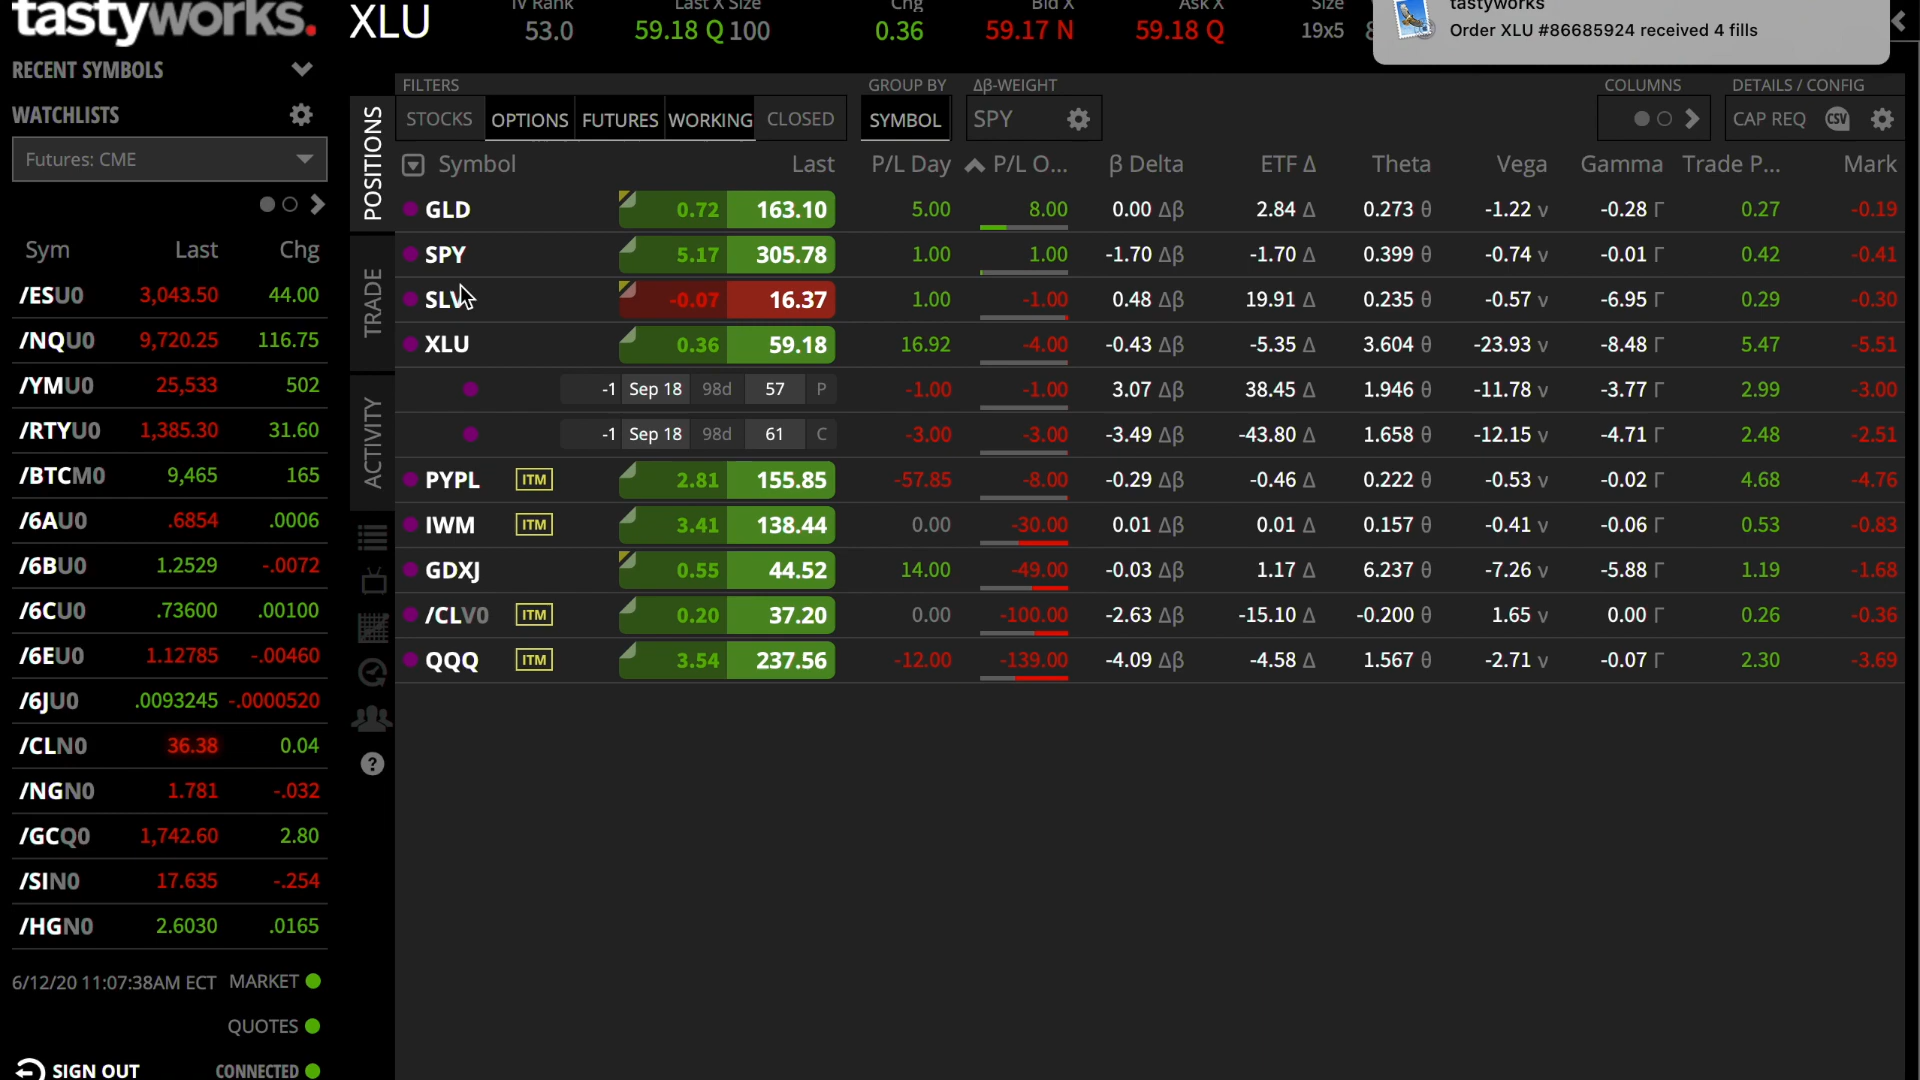 tastyworks.
XLU
IV Rank Last X Size Chg Bid X Ask X Size
53.0 59.18 Q 100 0.36 59.17 N 59.18 Q 19x5
tastyworks
Order XLU #86685924 received 4 fills
RECENT SYMBOLS
WATCHLISTS
Futures: CME
Sym Last Chg
/ESU0 3,043.50 44.00
/NQU0 9,720.25 116.75
/YMU0 25,533 502
/RTYU0 1,385.30 31.60
/BTCM0 9,465 165
/6AU0 .6854 .0006
/6BU0 1.2529 -.0072
/6CU0 .73600 .00100
/6EU0 1.12785 -.00460
/6JU0 .0093245 -.0000520
/CLN0 36.38 0.04
/NGN0 1.781 -.032
/GCQ0 1,742.60 2.80
/SIN0 17.635 -.254
/HGN0 2.6030 .0165
6/12/20 11:07:38AM ECT MARKET
QUOTES
SIGN OUT CONNECTED
POSITIONS
TRADE
ACTIVITY
?
FILTERS GROUP BY Δβ-WEIGHT COLUMNS DETAILS / CONFIG
STOCKS OPTIONS FUTURES WORKING CLOSED SYMBOL SPY CAP REQ CSV
Symbol Last P/L Day P/L O... β Delta ETF Δ Theta Vega Gamma Trade P... Mark
GLD 0.72 163.10 5.00 8.00 0.00 Δβ 2.84 Δ 0.273 θ -1.22 v -0.28 Γ 0.27 -0.19
SPY 5.17 305.78 1.00 1.00 -1.70 Δβ -1.70 Δ 0.399 θ -0.74 v -0.01 Γ 0.42 -0.41
SLV -0.07 16.37 1.00 -1.00 0.48 Δβ 19.91 Δ 0.235 θ -0.57 v -6.95 Γ 0.29 -0.30
XLU 0.36 59.18 16.92 -4.00 -0.43 Δβ -5.35 Δ 3.604 θ -23.93 v -8.48 Γ 5.47 -5.51
-1 Sep 18 98d 57 P -1.00 -1.00 3.07 Δβ 38.45 Δ 1.946 θ -11.78 v -3.77 Γ 2.99 -3.00
-1 Sep 18 98d 61 C -3.00 -3.00 -3.49 Δβ -43.80 Δ 1.658 θ -12.15 v -4.71 Γ 2.48 -2.51
PYPL ITM 2.81 155.85 -57.85 -8.00 -0.29 Δβ -0.46 Δ 0.222 θ -0.53 v -0.02 Γ 4.68 -4.76
IWM ITM 3.41 138.44 0.00 -30.00 0.01 Δβ 0.01 Δ 0.157 θ -0.41 v -0.06 Γ 0.53 -0.83
GDXJ 0.55 44.52 14.00 -49.00 -0.03 Δβ 1.17 Δ 6.237 θ -7.26 v -5.88 Γ 1.19 -1.68
/CLV0 ITM 0.20 37.20 0.00 -100.00 -2.63 Δβ -15.10 Δ -0.200 θ 1.65 v 0.00 Γ 0.26 -0.36
QQQ ITM 3.54 237.56 -12.00 -139.00 -4.09 Δβ -4.58 Δ 1.567 θ -2.71 v -0.07 Γ 2.30 -3.69